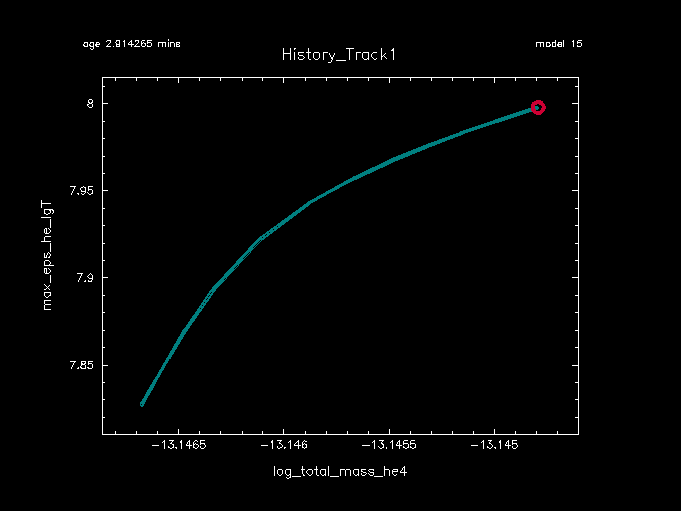 age 2.914265 mins
model 15
History_Track1
8
7.95
7.9
7.85
max_eps_he_lgT
-13.1465
-13.146
-13.1455
-13.145
log_total_mass_he4